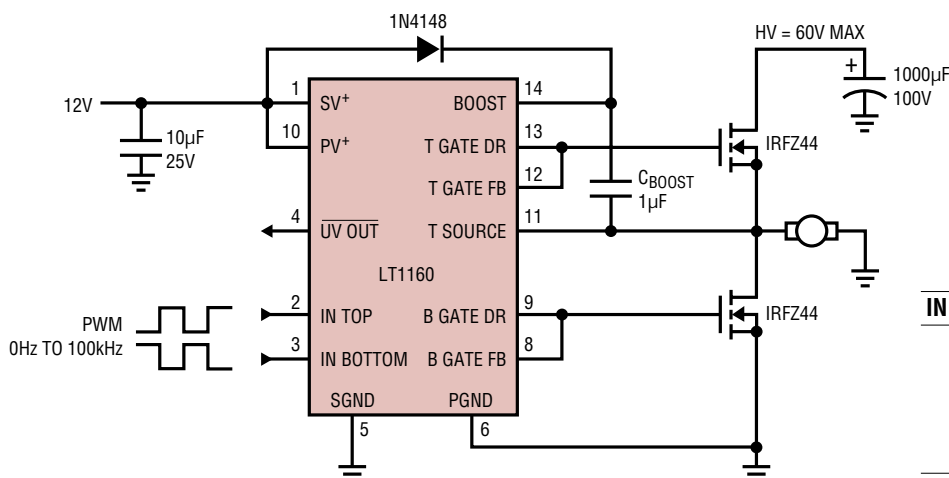 1N4148
HV = 60V MAX
+
1000µF
100V
12V
10µF
25V
1
SV+
10
PV+
4
UV OUT
2
IN TOP
3
IN BOTTOM
PWM
0Hz TO 100kHz
LT1160
SGND
5
PGND
6
BOOST
14
T GATE DR
13
T GATE FB
12
T SOURCE
11
B GATE DR
9
B GATE FB
8
CBOOST
1µF
IRFZ44
IRFZ44
IN